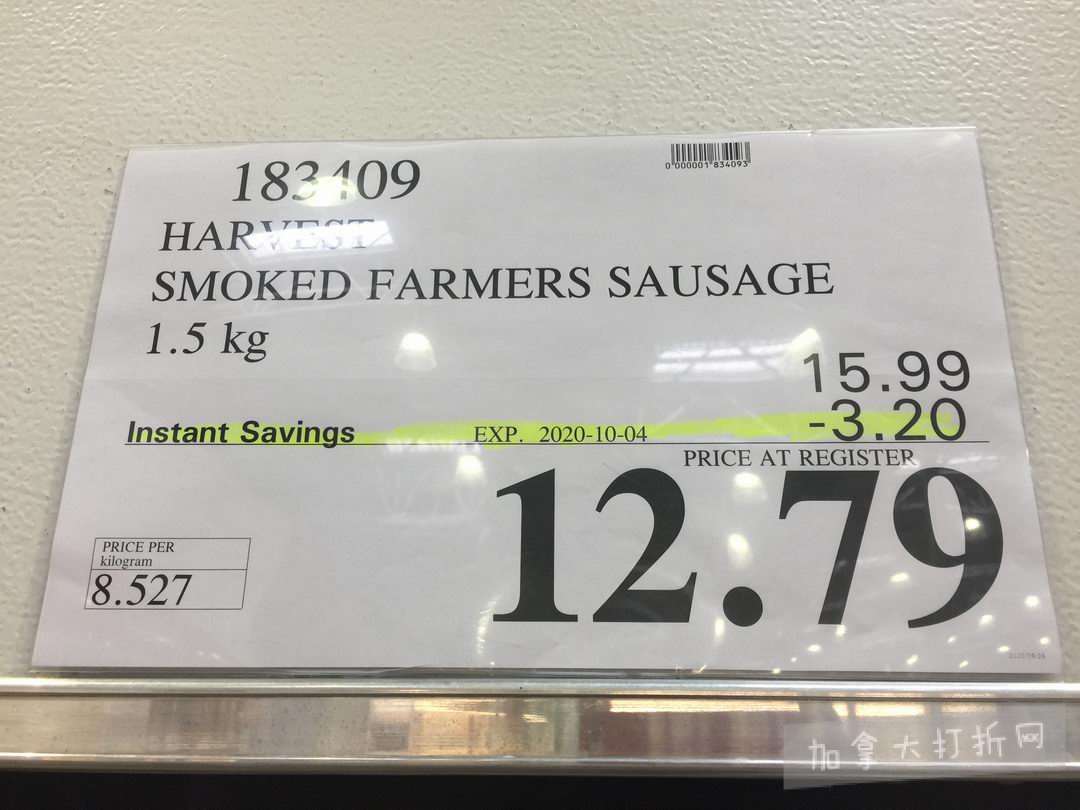 183409
0 000001 834093
HARVEST
SMOKED FARMERS SAUSAGE
1.5 kg
15.99
Instant Savings EXP. 2020-10-04 -3.20
PRICE AT REGISTER
12.79
PRICE PER
kilogram
8.527
加拿大打折网